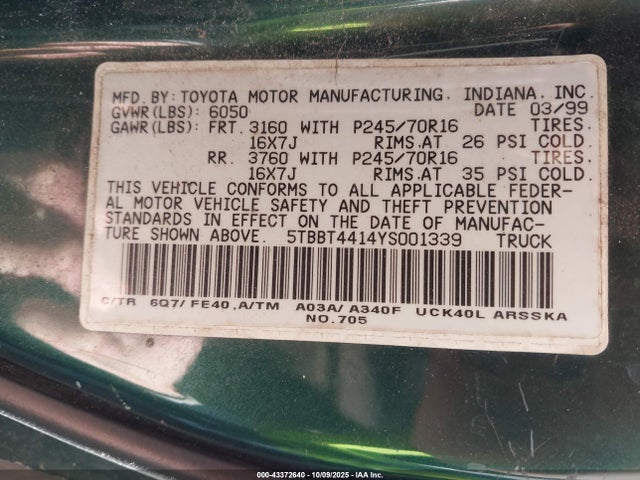 MFD. BY: TOYOTA MOTOR MANUFACTURING, INDIANA, INC.
GVWR(LBS): 6050 DATE 03/99
GAWR(LBS): FRT. 3160 WITH P245/70R16 TIRES,
16X7J RIMS,AT 26 PSI COLD.
RR. 3760 WITH P245/70R16 TIRES,
16X7J RIMS,AT 35 PSI COLD.
THIS VEHICLE CONFORMS TO ALL APPLICABLE FEDER-
AL MOTOR VEHICLE SAFETY AND THEFT PREVENTION
STANDARDS IN EFFECT ON THE DATE OF MANUFAC-
TURE SHOWN ABOVE. 5TBBT4414YS001339 TRUCK
C/TR 6Q7/FE40,A/TM A03A/A340F UCK40L ARSSKA
NO.705
000-43372640 - 10/09/2025 - IAA Inc.